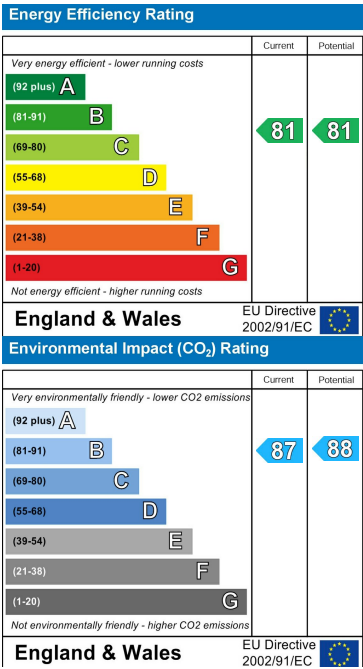 Energy Efficiency Rating
Current Potential
Very energy efficient - lower running costs
(92 plus) A
(81-91) B
81 81
(69-80) C
(55-68) D
(39-54) E
(21-38) F
(1-20) G
Not energy efficient - higher running costs
England & Wales
EU Directive
2002/91/EC
Environmental Impact (CO₂) Rating
Current Potential
Very environmentally friendly - lower CO2 emissions
(92 plus) A
(81-91) B
87 88
(69-80) C
(55-68) D
(39-54) E
(21-38) F
(1-20) G
Not environmentally friendly - higher CO2 emissions
England & Wales
EU Directive
2002/91/EC